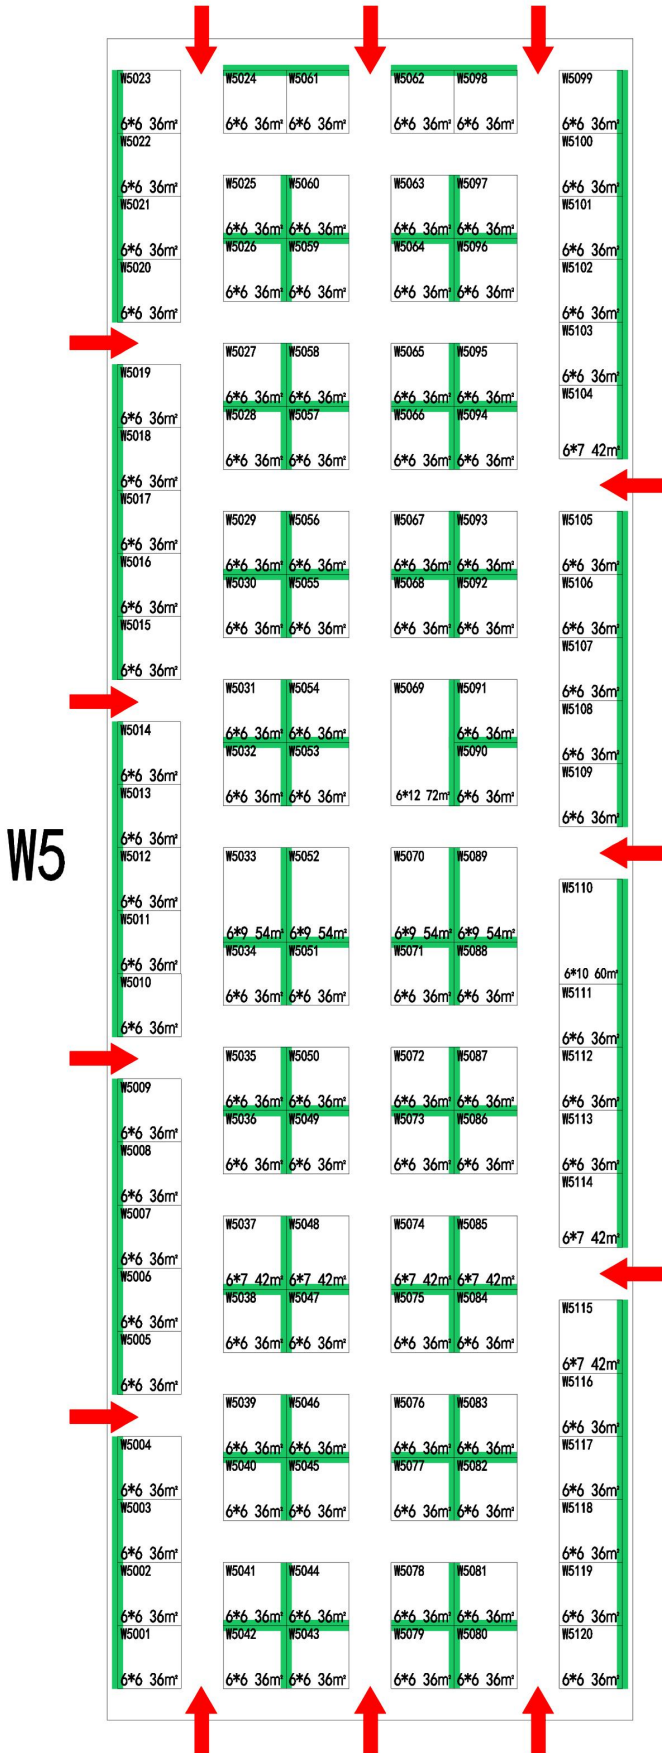 W5
W5023
6*6 36㎡
W5022
6*6 36㎡
W5021
6*6 36㎡
W5020
6*6 36㎡
W5019
6*6 36㎡
W5018
6*6 36㎡
W5017
6*6 36㎡
W5016
6*6 36㎡
W5015
6*6 36㎡
W5014
6*6 36㎡
W5013
6*6 36㎡
W5012
6*6 36㎡
W5011
6*6 36㎡
W5010
6*6 36㎡
W5009
6*6 36㎡
W5008
6*6 36㎡
W5007
6*6 36㎡
W5006
6*6 36㎡
W5005
6*6 36㎡
W5004
6*6 36㎡
W5003
6*6 36㎡
W5002
6*6 36㎡
W5001
6*6 36㎡
W5024 W5061
6*6 36㎡ 6*6 36㎡
W5025 W5060
6*6 36㎡ 6*6 36㎡
W5026 W5059
6*6 36㎡ 6*6 36㎡
W5027 W5058
6*6 36㎡ 6*6 36㎡
W5028 W5057
6*6 36㎡ 6*6 36㎡
W5029 W5056
6*6 36㎡ 6*6 36㎡
W5030 W5055
6*6 36㎡ 6*6 36㎡
W5031 W5054
6*6 36㎡ 6*6 36㎡
W5032 W5053
6*6 36㎡ 6*6 36㎡
W5033 W5052
6*9 54㎡ 6*9 54㎡
W5034 W5051
6*6 36㎡ 6*6 36㎡
W5035 W5050
6*6 36㎡ 6*6 36㎡
W5036 W5049
6*6 36㎡ 6*6 36㎡
W5037 W5048
6*7 42㎡ 6*7 42㎡
W5038 W5047
6*6 36㎡ 6*6 36㎡
W5039 W5046
6*6 36㎡ 6*6 36㎡
W5040 W5045
6*6 36㎡ 6*6 36㎡
W5041 W5044
6*6 36㎡ 6*6 36㎡
W5042 W5043
6*6 36㎡ 6*6 36㎡
W5062 W5098
6*6 36㎡ 6*6 36㎡
W5063 W5097
6*6 36㎡ 6*6 36㎡
W5064 W5096
6*6 36㎡ 6*6 36㎡
W5065 W5095
6*6 36㎡ 6*6 36㎡
W5066 W5094
6*6 36㎡ 6*6 36㎡
W5067 W5093
6*6 36㎡ 6*6 36㎡
W5068 W5092
6*6 36㎡ 6*6 36㎡
W5069 W5091
6*6 36㎡
W5090
6*12 72㎡ 6*6 36㎡
W5070 W5089
6*9 54㎡ 6*9 54㎡
W5071 W5088
6*6 36㎡ 6*6 36㎡
W5072 W5087
6*6 36㎡ 6*6 36㎡
W5073 W5086
6*6 36㎡ 6*6 36㎡
W5074 W5085
6*7 42㎡ 6*7 42㎡
W5075 W5084
6*6 36㎡ 6*6 36㎡
W5076 W5083
6*6 36㎡ 6*6 36㎡
W5077 W5082
6*6 36㎡ 6*6 36㎡
W5078 W5081
6*6 36㎡ 6*6 36㎡
W5079 W5080
6*6 36㎡ 6*6 36㎡
W5099
6*6 36㎡
W5100
6*6 36㎡
W5101
6*6 36㎡
W5102
6*6 36㎡
W5103
6*6 36㎡
W5104
6*7 42㎡
W5105
6*6 36㎡
W5106
6*6 36㎡
W5107
6*6 36㎡
W5108
6*6 36㎡
W5109
6*6 36㎡
W5110
6*10 60㎡
W5111
6*6 36㎡
W5112
6*6 36㎡
W5113
6*6 36㎡
W5114
6*7 42㎡
W5115
6*7 42㎡
W5116
6*6 36㎡
W5117
6*6 36㎡
W5118
6*6 36㎡
W5119
6*6 36㎡
W5120
6*6 36㎡